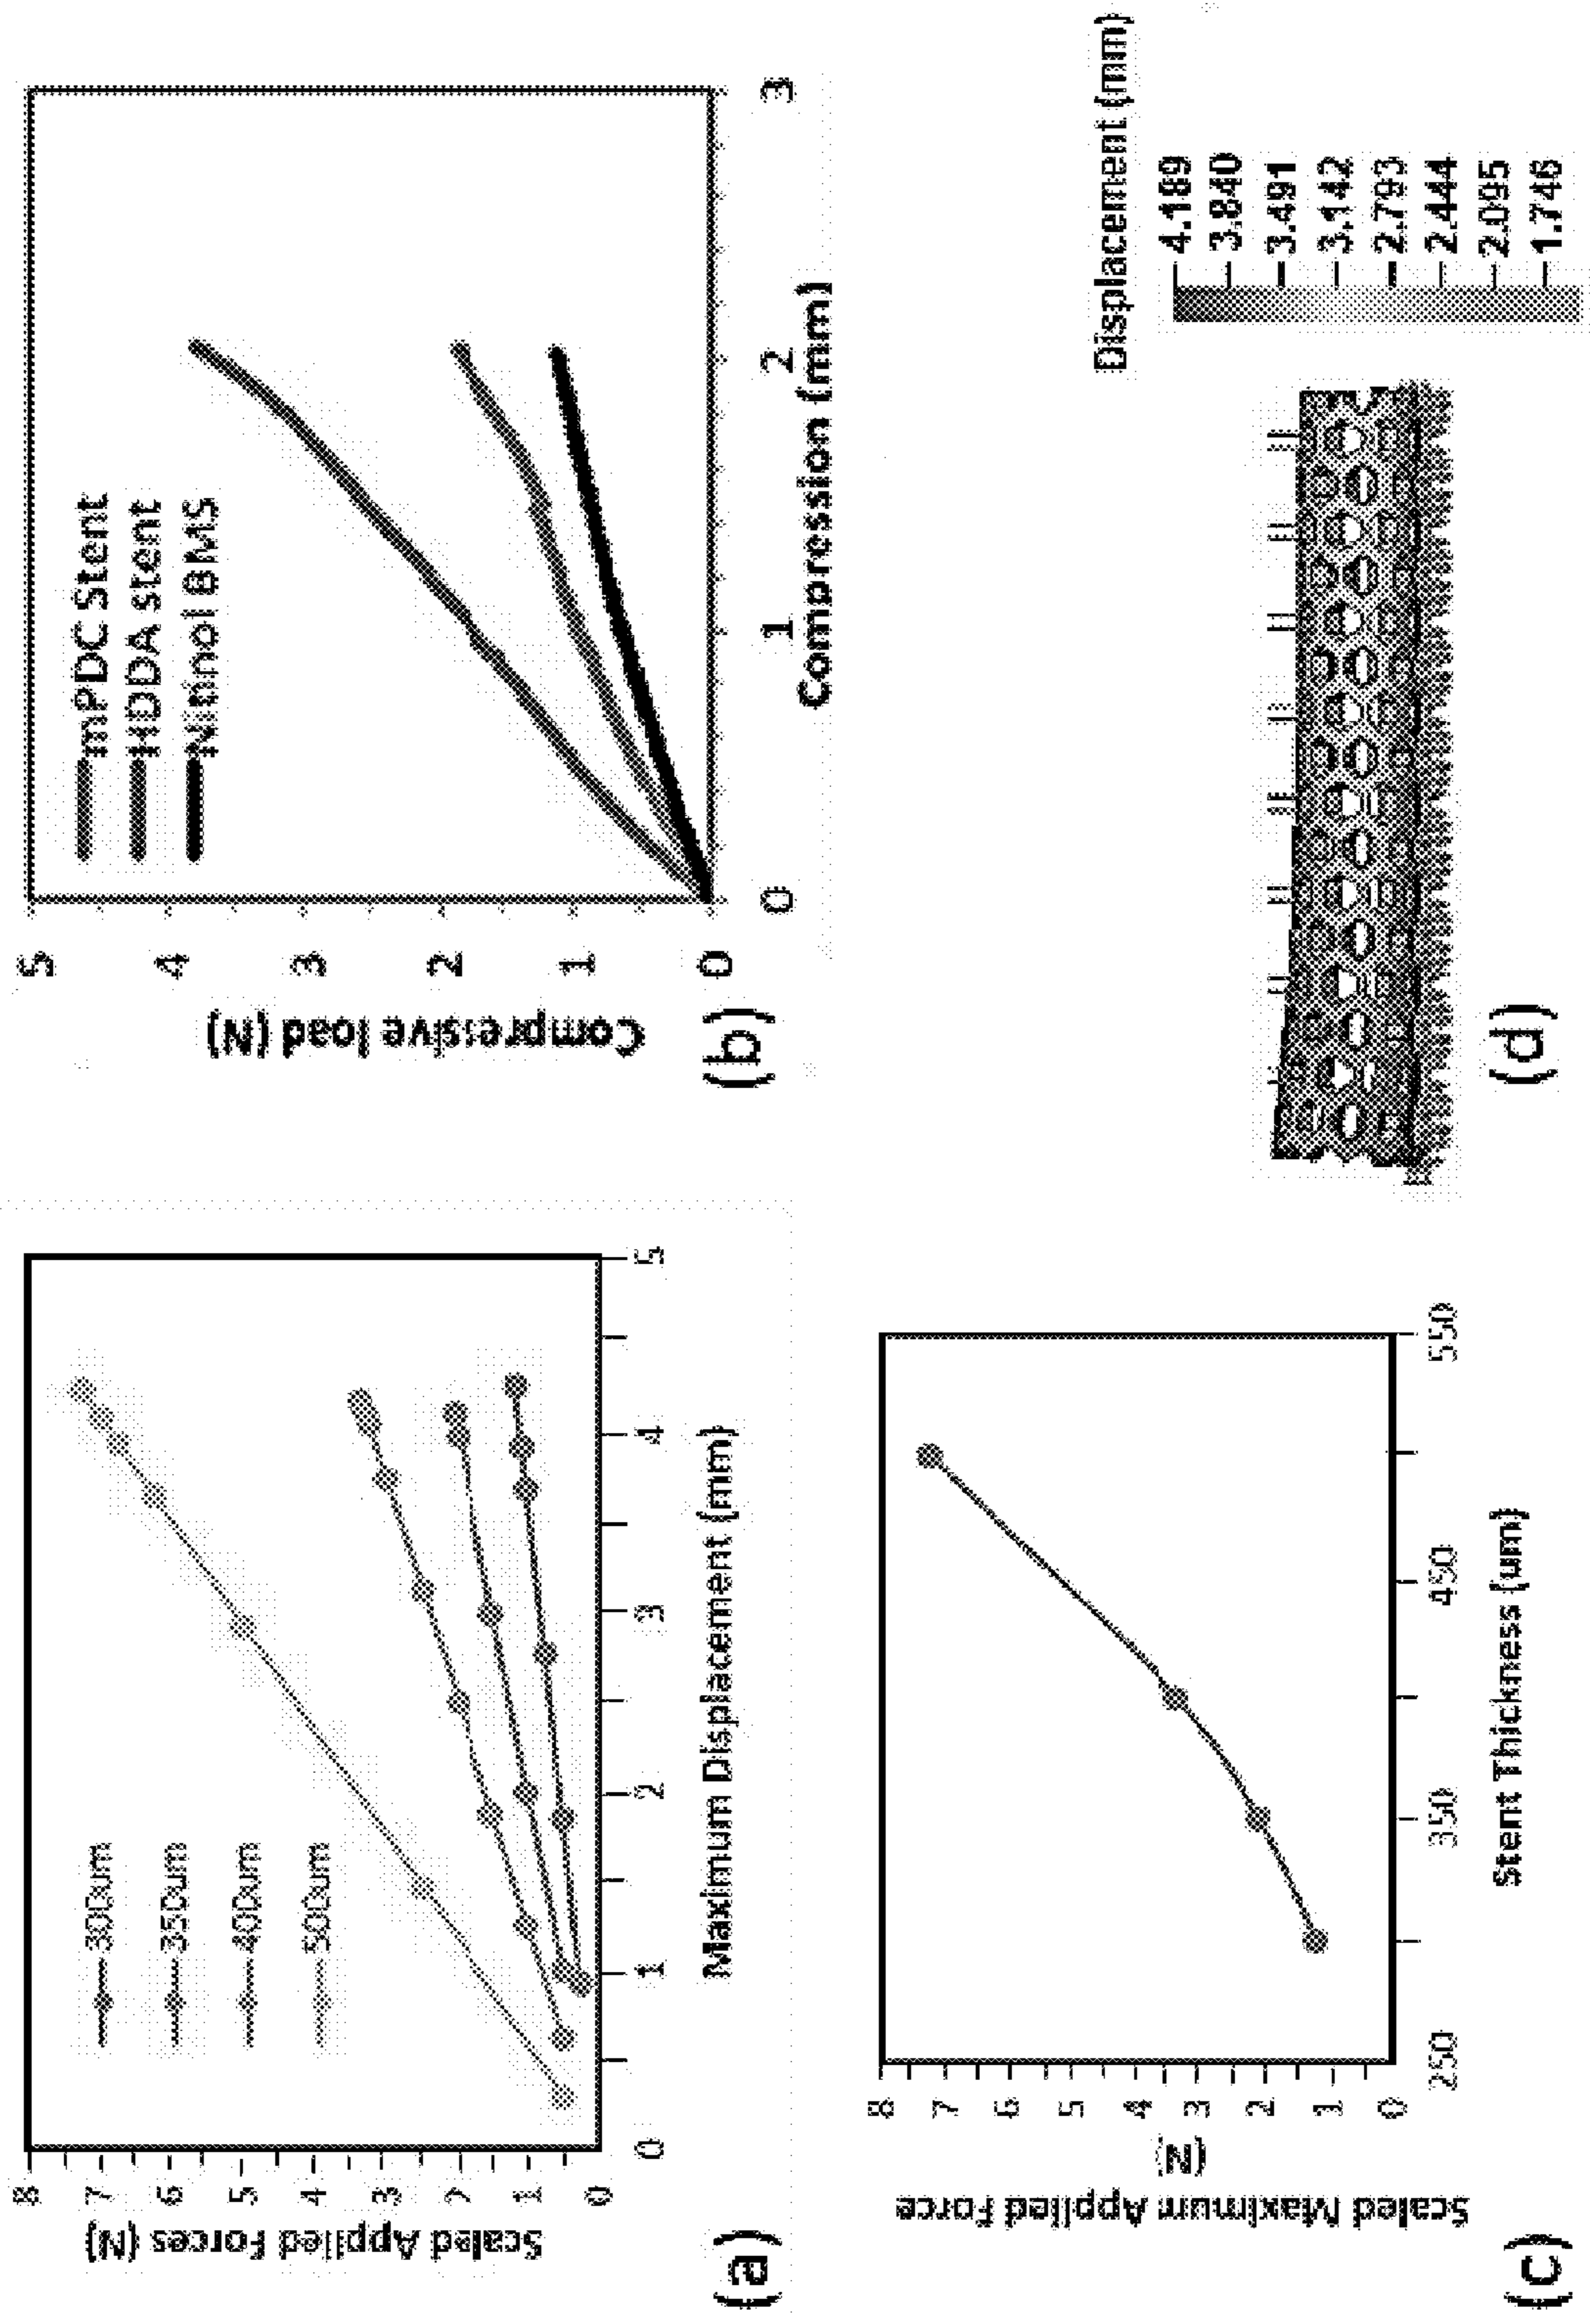 8
7
6
5
4
3
2
1
0
Scaled Applied Forces (N)
300um
350um
400um
500um
0
1
2
3
4
5
Maximum Displacement (mm)
(a)
5
4
3
2
1
0
Compressive load (N)
mPDC Stent
HDDA stent
Nitinol BMS
0
1
2
3
Compression (mm)
(b)
8
7
6
5
4
3
2
1
0
Scaled Maximum Applied Force
(N)
250
350
450
550
Stent Thickness (um)
(c)
Displacement (mm)
4.189
3.840
3.491
3.142
2.793
2.444
2.095
1.746
(d)